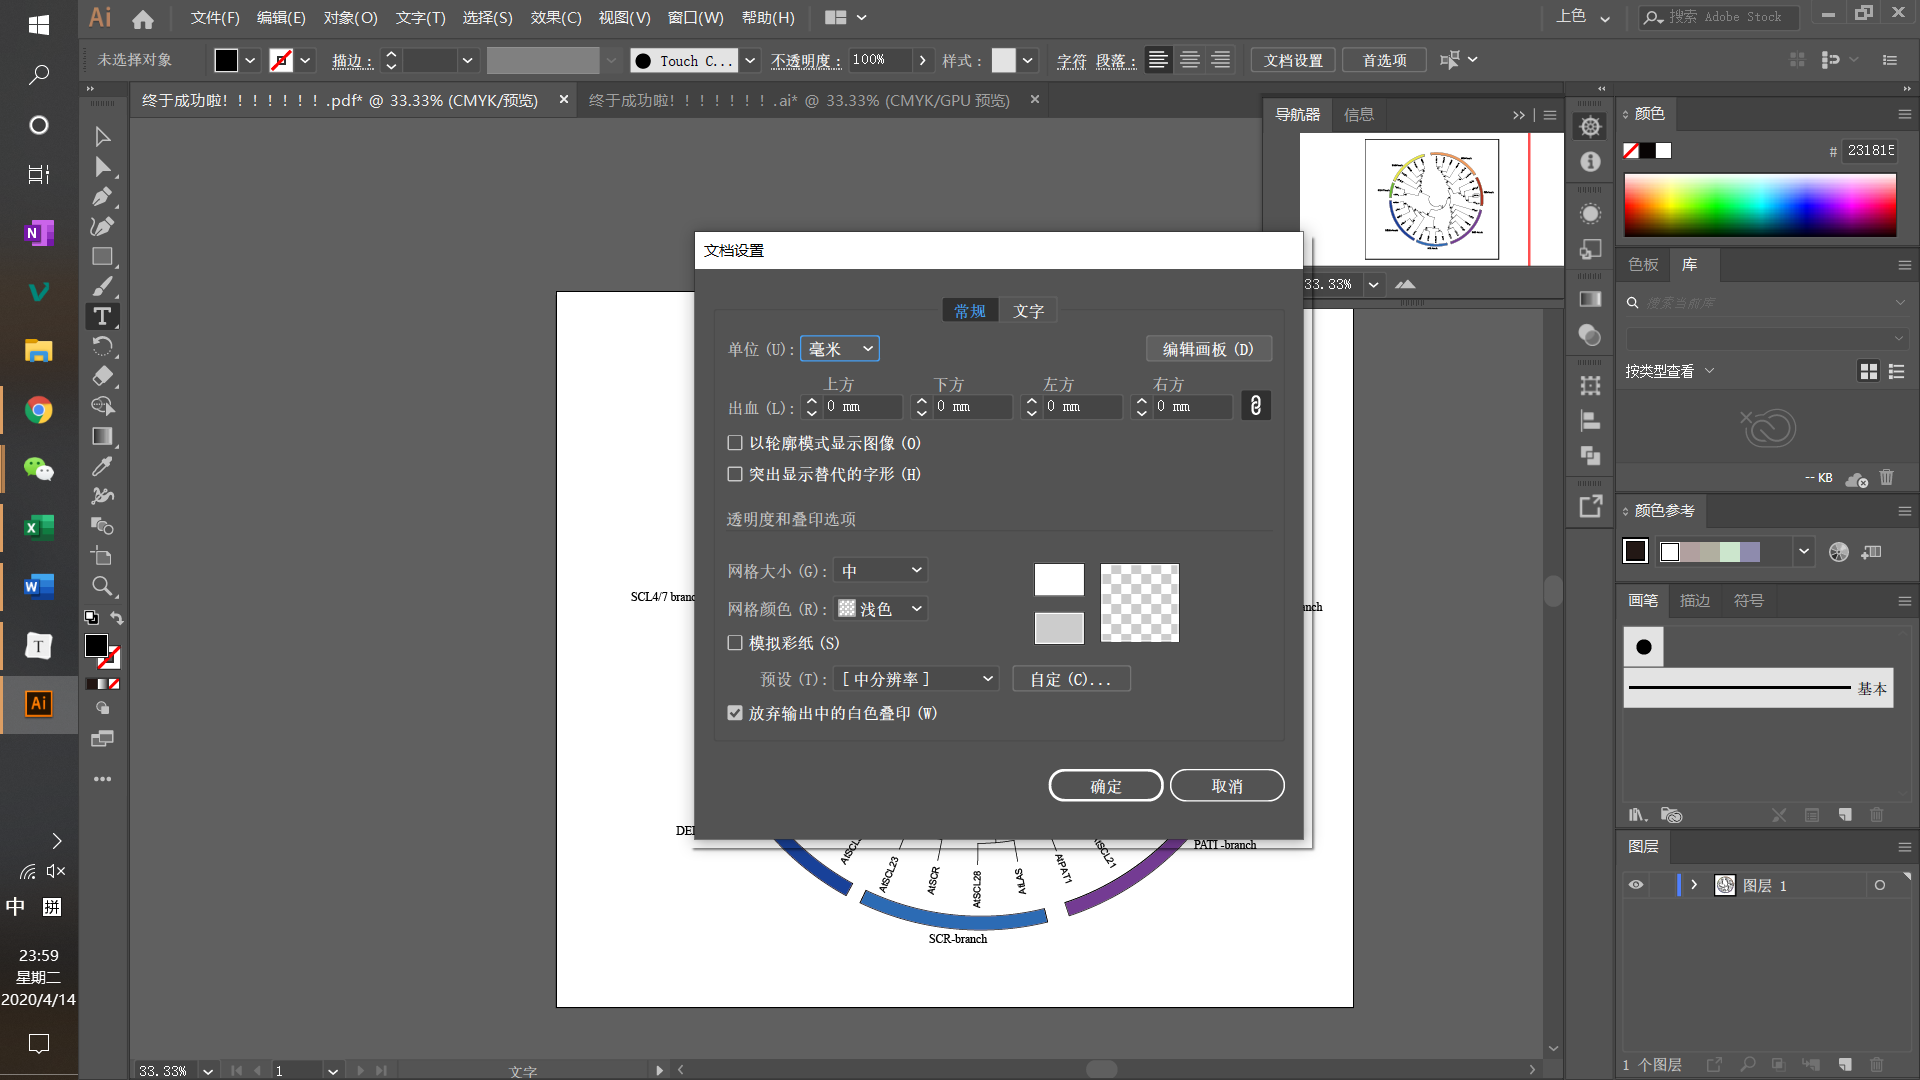 Ai 文件(F) 编辑(E) 对象(O) 文字(T) 选择(S) 效果(C) 视图(V) 窗口(W) 帮助(H) 上色 搜索 Adobe Stock
未选择对象 描边: Touch C... 不透明度: 100% 样式: 字符 段落: 文档设置 首选项
终于成功啦!!!!!!!.pdf* @ 33.33% (CMYK/预览) ×
终于成功啦!!!!!!!.ai* @ 33.33% (CMYK/GPU 预览) ×
导航器 信息
33.33%
文档设置
常规 文字
单位(U): 毫米 编辑画板(D)
上方 下方 左方 右方
出血(L): 0 mm 0 mm 0 mm 0 mm
以轮廓模式显示图像(O)
突出显示替代的字形(H)
透明度和叠印选项
网格大小(G): 中
网格颜色(R): 浅色
模拟彩纸(S)
预设(T): [中分辨率] 自定(C)...
放弃输出中的白色叠印(W)
确定 取消
SCL4/7 branc
nch
DEL
PATI -branch
AtSCL
AtSCL23
AtSCR
AtSCL28
AtLAS
AtPAT1
AtSCL21
SCR-branch
颜色
# 231815
色板 库
搜索当前库
按类型查看
-- KB
颜色参考
画笔 描边 符号
基本
图层
图层 1
1 个图层
33.33% 1 文字
中 拼
23:59
星期二
2020/4/14